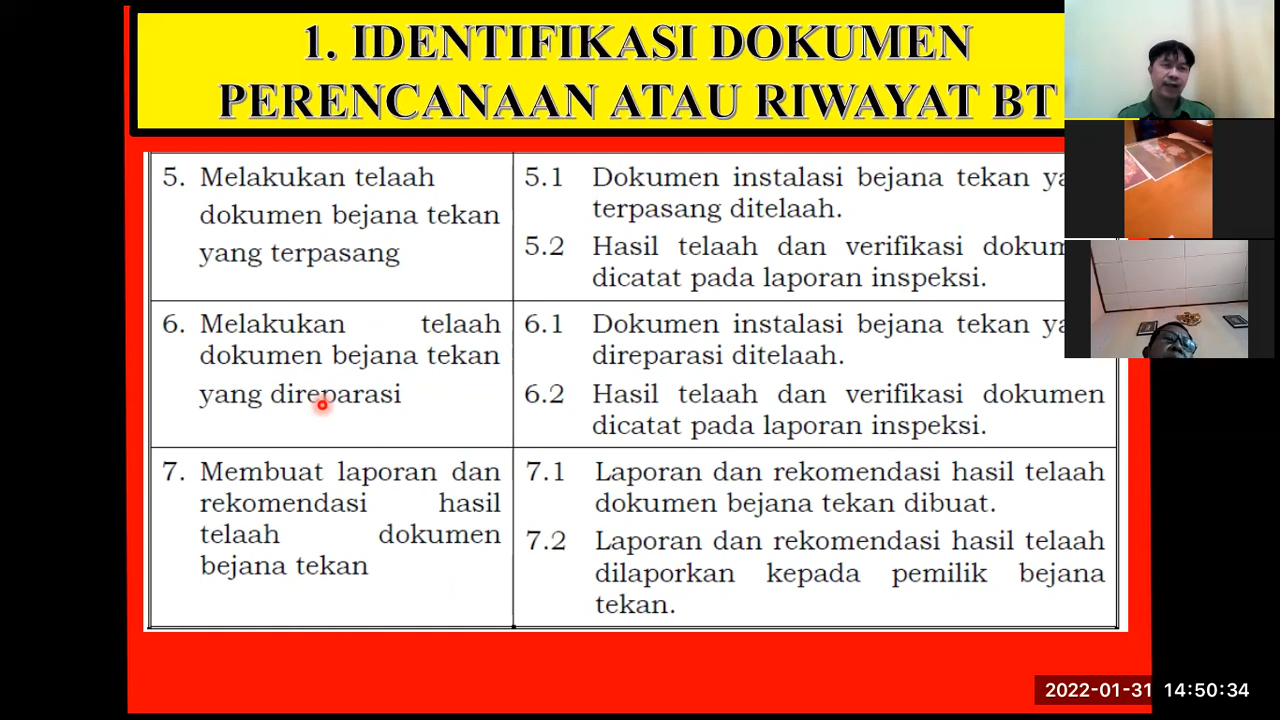 1. IDENTIFIKASI DOKUMEN
PERENCANAAN ATAU RIWAYAT BT
5. Melakukan telaah
dokumen bejana tekan
yang terpasang
5.1 Dokumen instalasi bejana tekan
terpasang ditelaah.
5.2 Hasil telaah dan verifikasi
dicatat pada laporan inspeksi.
6. Melakukan telaah
dokumen bejana tekan
yang direparasi
6.1 Dokumen instalasi bejana tekan
direparasi ditelaah.
6.2 Hasil telaah dan verifikasi dokumen
dicatat pada laporan inspeksi.
7. Membuat laporan dan
rekomendasi hasil
telaah dokumen
bejana tekan
7.1 Laporan dan rekomendasi hasil telaah
dokumen bejana tekan dibuat.
7.2 Laporan dan rekomendasi hasil telaah
dilaporkan kepada pemilik bejana
tekan.
2022-01-31 14:50:34